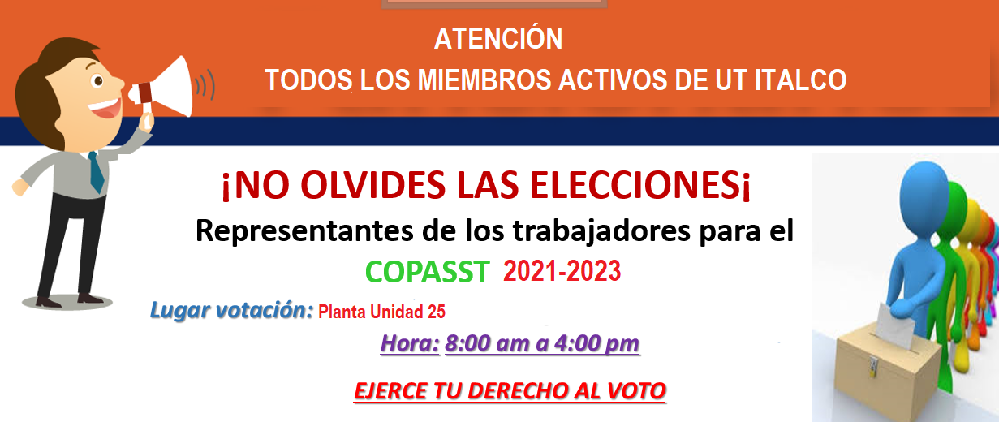 ATENCIÓN
TODOS LOS MIEMBROS ACTIVOS DE UT ITALCO
¡NO OLVIDES LAS ELECCIONES¡
Representantes de los trabajadores para el
COPASST 2021-2023
Lugar votación: Planta Unidad 25
Hora: 8:00 am a 4:00 pm
EJERCE TU DERECHO AL VOTO